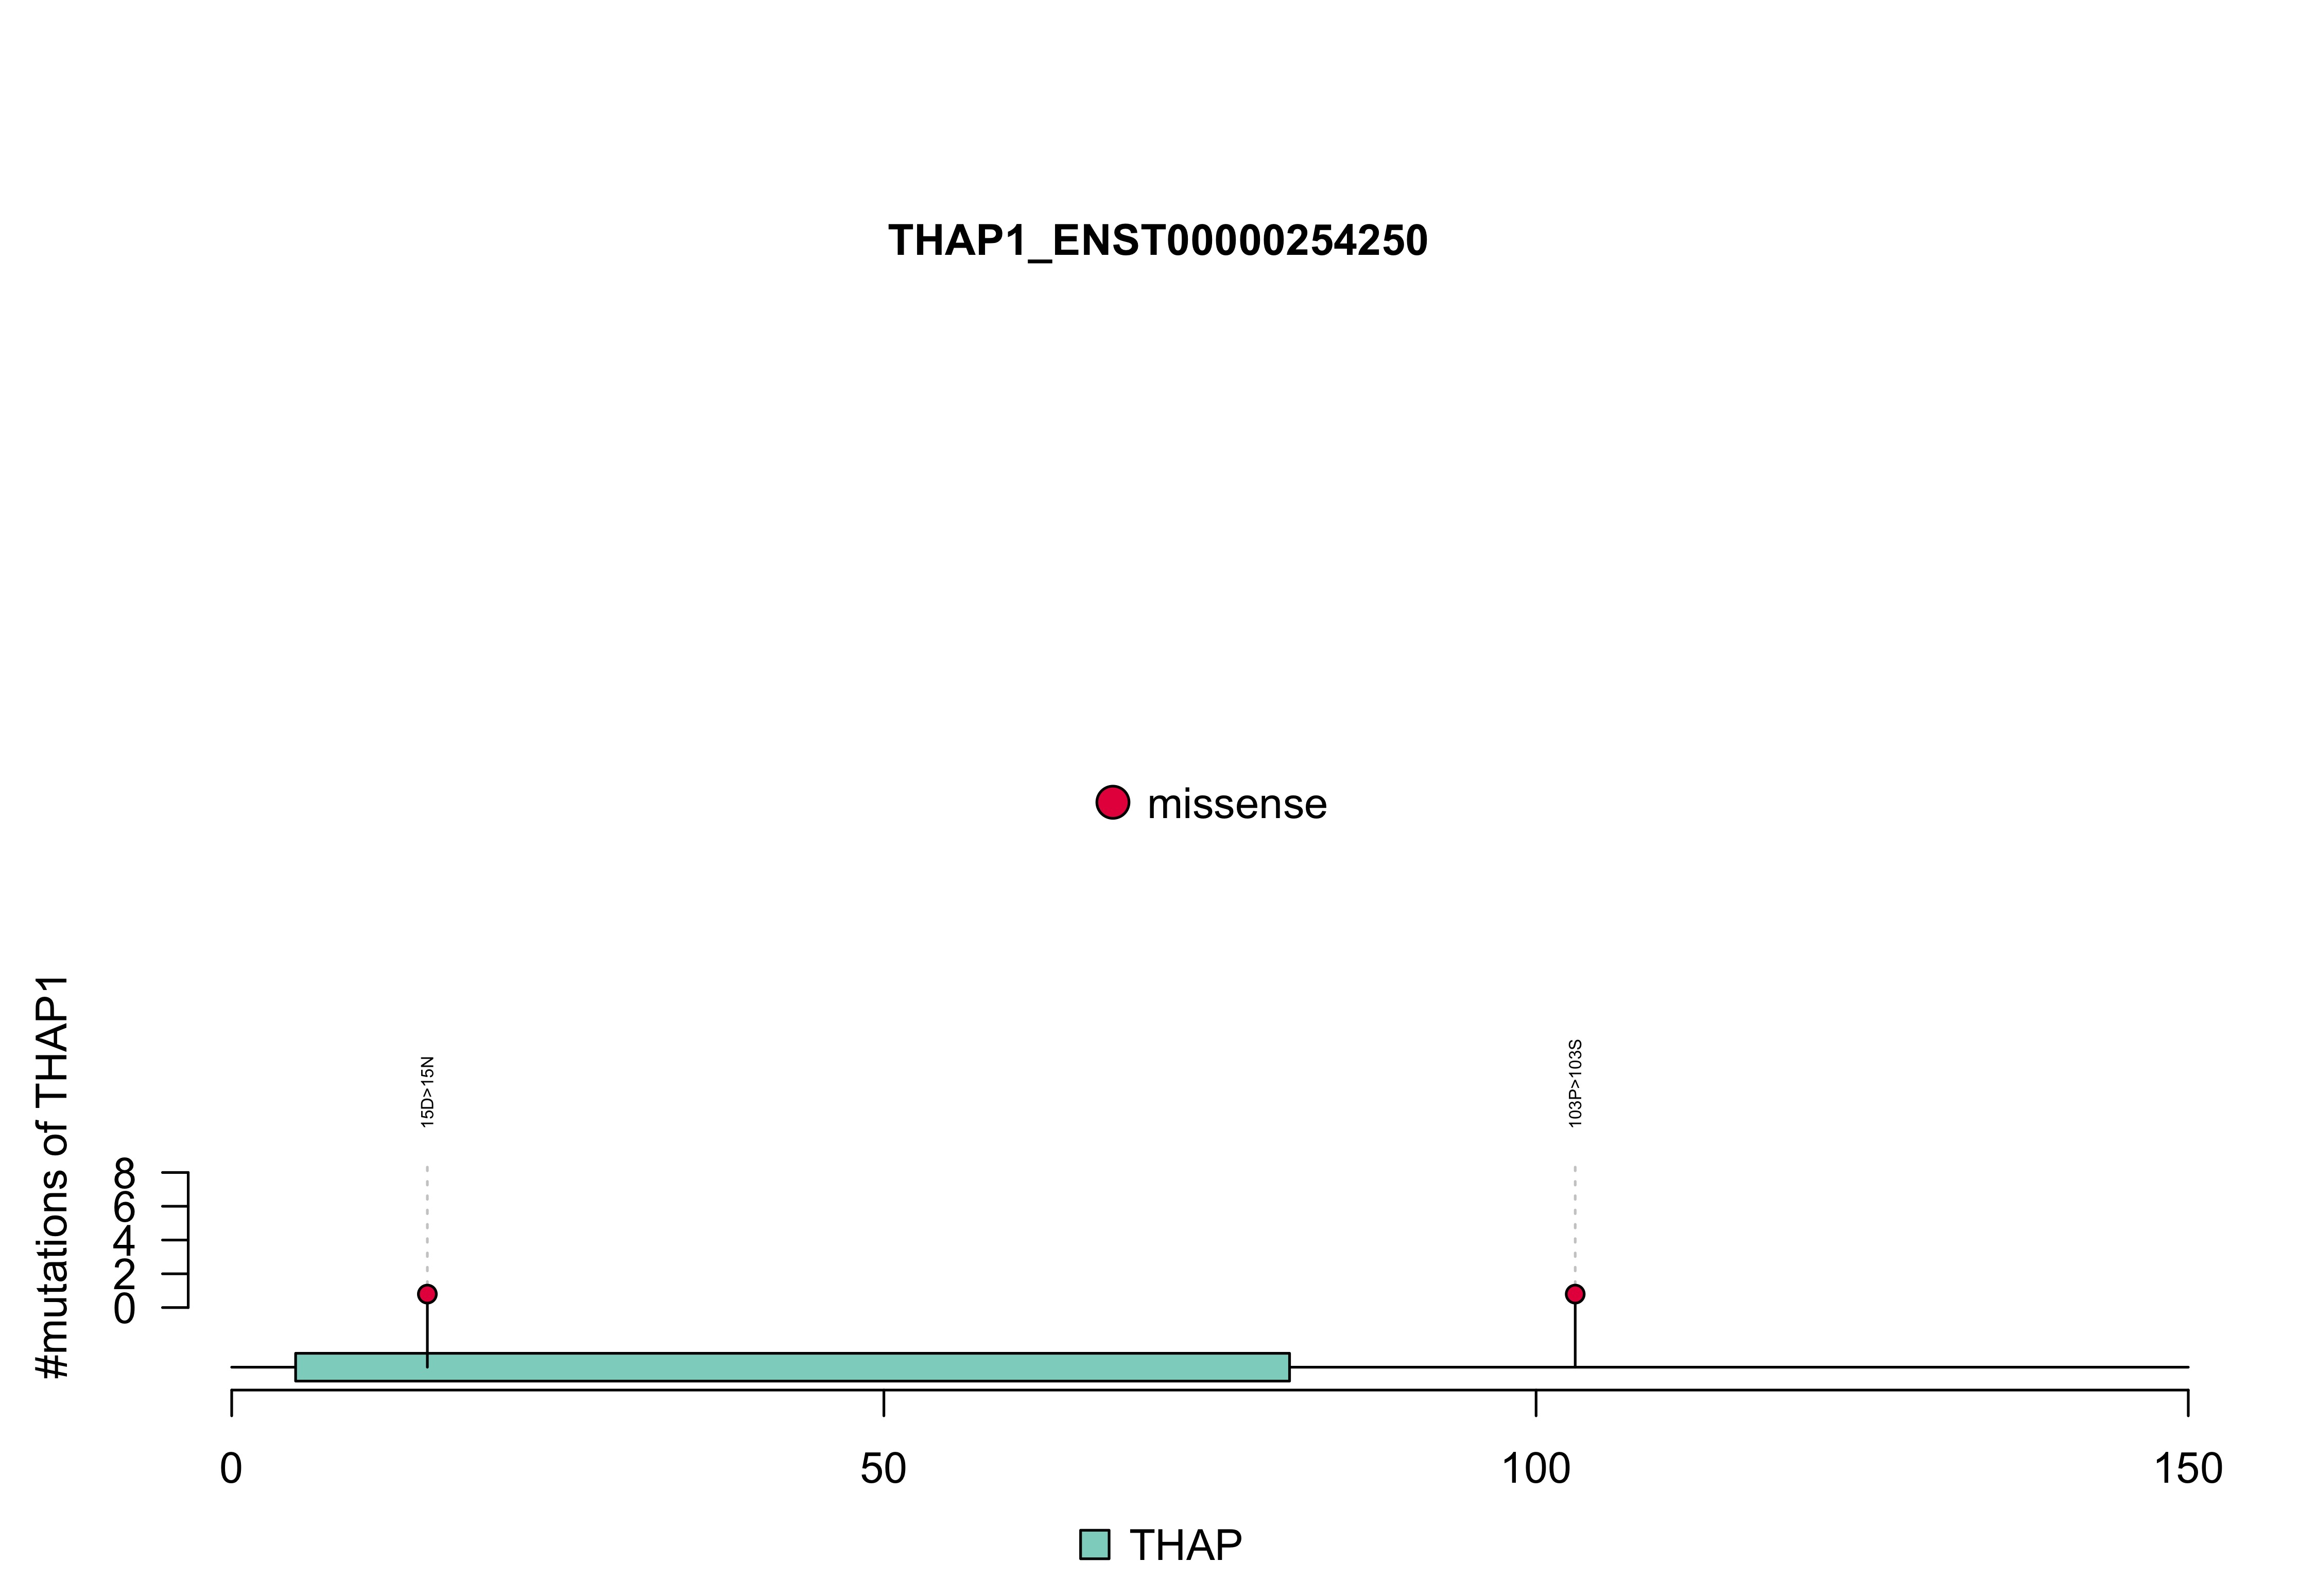 THAP1_ENST00000254250
missense
#mutations of THAP1
15D>15N
103P>103S
8
6
4
2
0
0 50 100 150
THAP